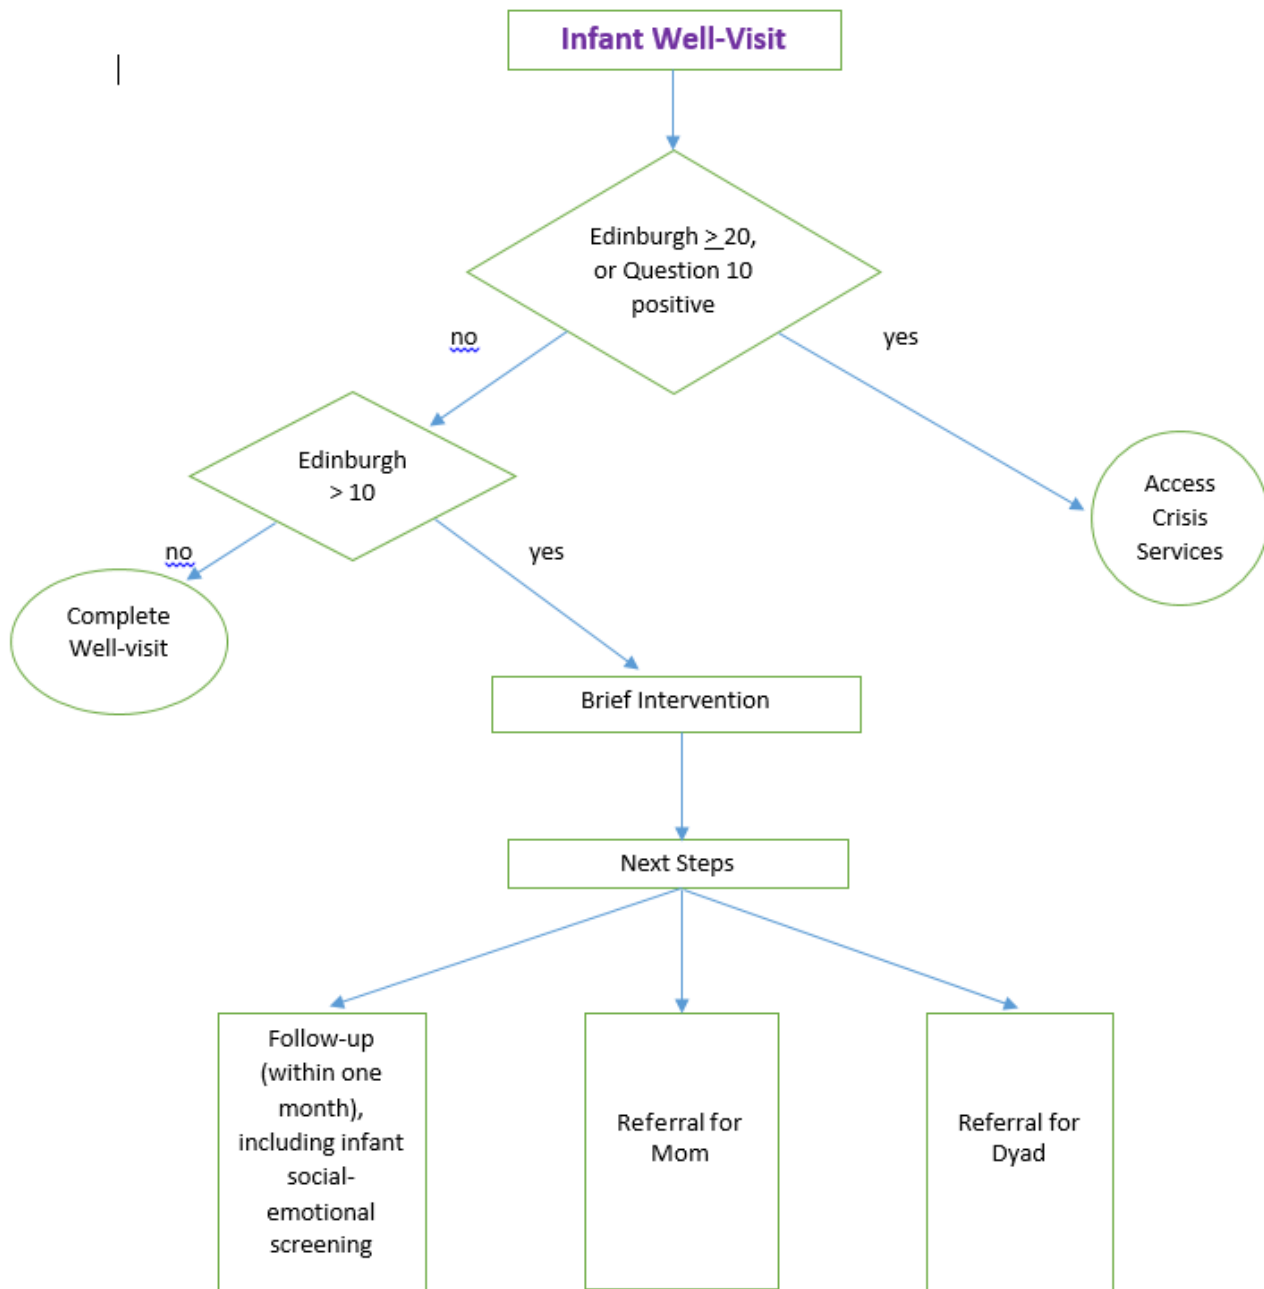 Infant Well-Visit
Edinburgh > 20,
or Question 10
positive
no
yes
Edinburgh
> 10
Access
Crisis
Services
no
yes
Complete
Well-visit
Brief Intervention
Next Steps
Follow-up
(within one
month),
including infant
social-
emotional
screening
Referral for
Mom
Referral for
Dyad